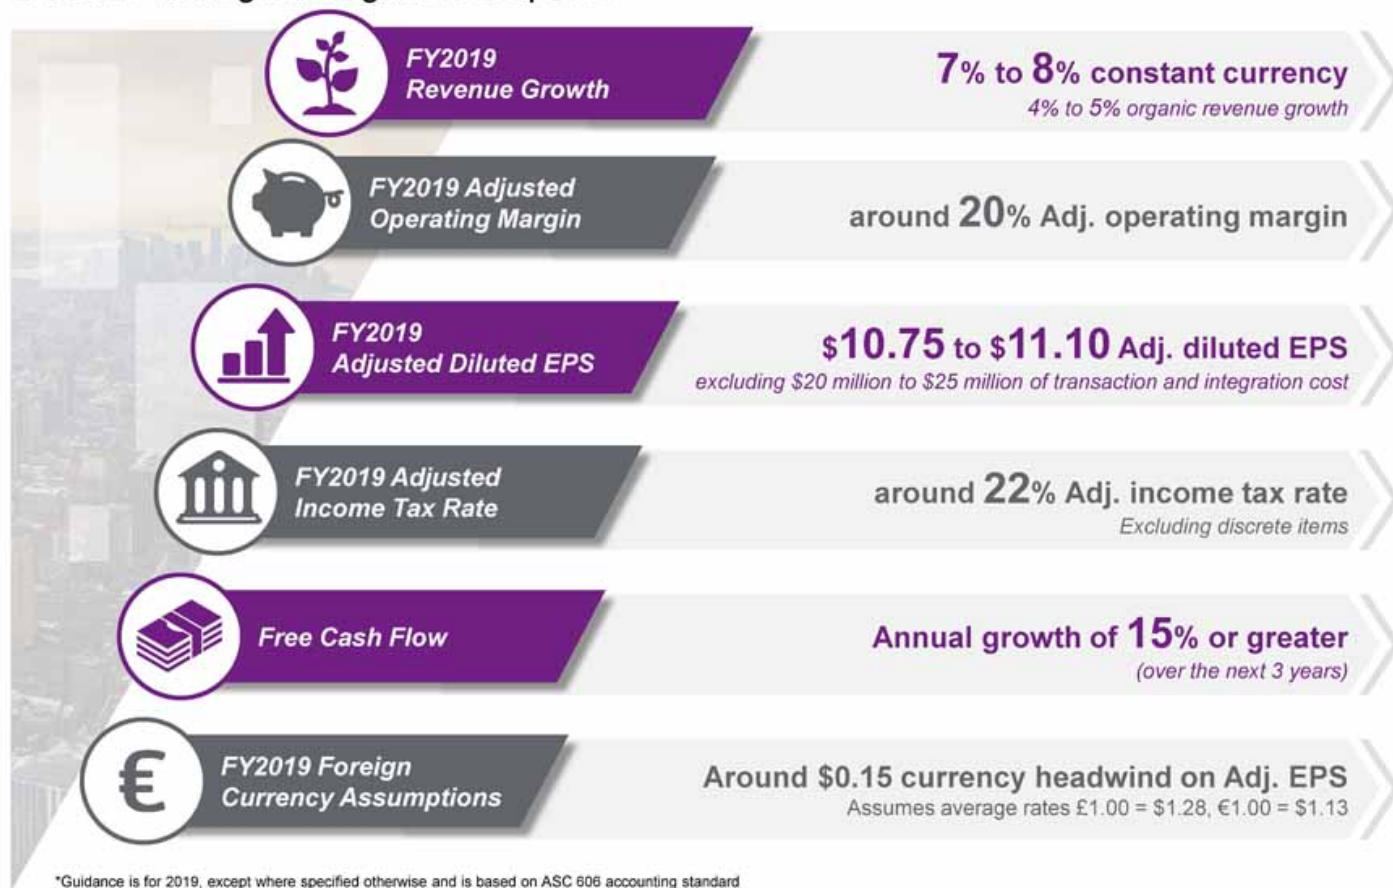 FY2019
Revenue Growth
7% to 8% constant currency
4% to 5% organic revenue growth
FY2019 Adjusted
Operating Margin
around 20% Adj. operating margin
FY2019
Adjusted Diluted EPS
$10.75 to $11.10 Adj. diluted EPS
excluding $20 million to $25 million of transaction and integration cost
FY2019 Adjusted
Income Tax Rate
around 22% Adj. income tax rate
Excluding discrete items
Free Cash Flow
Annual growth of 15% or greater
(over the next 3 years)
€
FY2019 Foreign
Currency Assumptions
Around $0.15 currency headwind on Adj. EPS
Assumes average rates £1.00 = $1.28, €1.00 = $1.13
*Guidance is for 2019, except where specified otherwise and is based on ASC 606 accounting standard